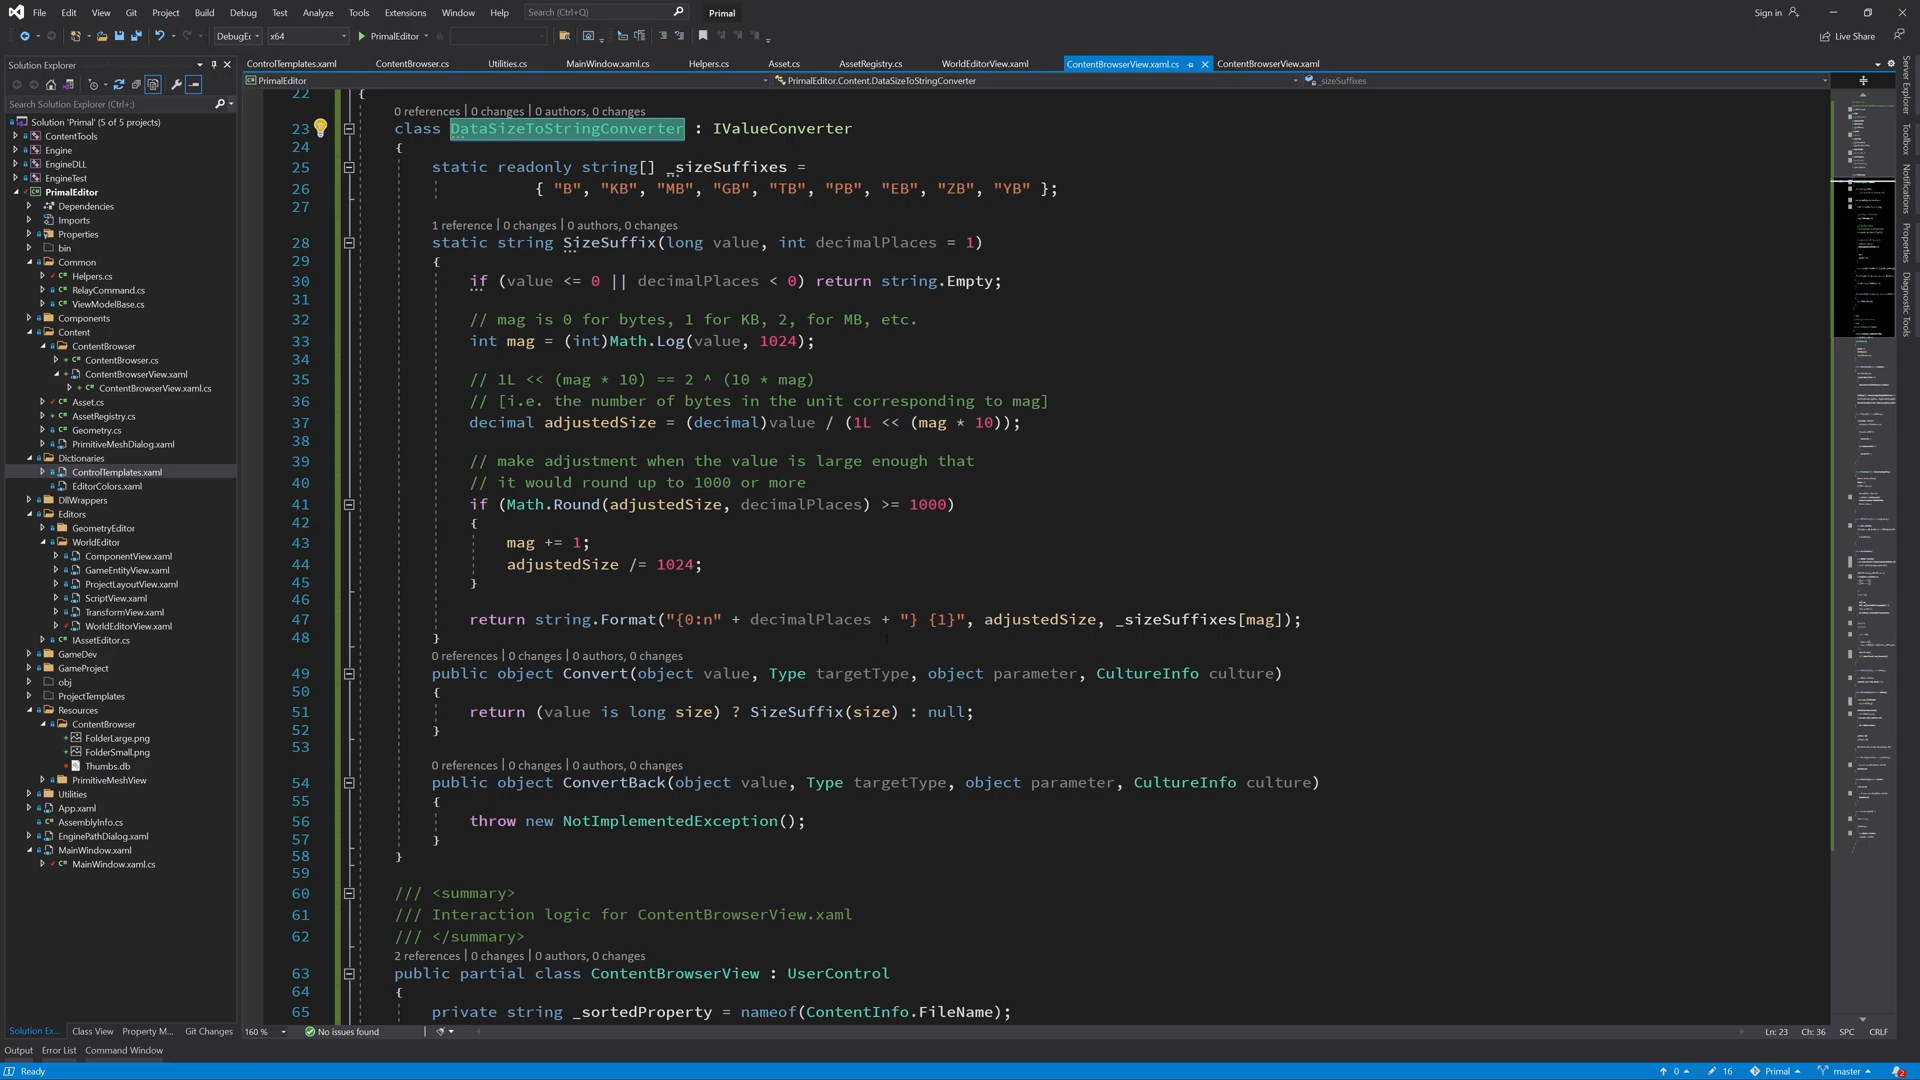 File Edit View Git Project Build Debug Test Analyze Tools Extensions Window Help Search (Ctrl+Q) Primal Sign in
DebugE x64 PrimalEditor Live Share
Solution Explorer
Search Solution Explorer (Ctrl+;)
Solution 'Primal' (5 of 5 projects)
ContentTools
Engine
EngineDLL
EngineTest
PrimalEditor
Dependencies
Imports
Properties
bin
Common
Helpers.cs
RelayCommand.cs
ViewModelBase.cs
Components
Content
ContentBrowser
ContentBrowser.cs
ContentBrowserView.xaml
ContentBrowserView.xaml.cs
Asset.cs
AssetRegistry.cs
Geometry.cs
PrimitiveMeshDialog.xaml
Dictionaries
ControlTemplates.xaml
EditorColors.xaml
DllWrappers
Editors
GeometryEditor
WorldEditor
ComponentView.xaml
GameEntityView.xaml
ProjectLayoutView.xaml
ScriptView.xaml
TransformView.xaml
WorldEditorView.xaml
IAssetEditor.cs
GameDev
GameProject
obj
ProjectTemplates
Resources
ContentBrowser
FolderLarge.png
FolderSmall.png
Thumbs.db
PrimitiveMeshView
Utilities
App.xaml
AssemblyInfo.cs
EnginePathDialog.xaml
MainWindow.xaml
MainWindow.xaml.cs
Solution Ex... Class View Property M... Git Changes
ControlTemplates.xaml ContentBrowser.cs Utilities.cs MainWindow.xaml.cs Helpers.cs Asset.cs AssetRegistry.cs WorldEditorView.xaml ContentBrowserView.xaml.cs ContentBrowserView.xaml
PrimalEditor PrimalEditor.Content.DataSizeToStringConverter _sizeSuffixes
22 {
0 references | 0 changes | 0 authors, 0 changes
23 class DataSizeToStringConverter : IValueConverter
24 {
25 static readonly string[] _sizeSuffixes =
26 { "B", "KB", "MB", "GB", "TB", "PB", "EB", "ZB", "YB" };
27
1 reference | 0 changes | 0 authors, 0 changes
28 static string SizeSuffix(long value, int decimalPlaces = 1)
29 {
30 if (value <= 0 || decimalPlaces < 0) return string.Empty;
31
32 // mag is 0 for bytes, 1 for KB, 2, for MB, etc.
33 int mag = (int)Math.Log(value, 1024);
34
35 // 1L << (mag * 10) == 2 ^ (10 * mag)
36 // [i.e. the number of bytes in the unit corresponding to mag]
37 decimal adjustedSize = (decimal)value / (1L << (mag * 10));
38
39 // make adjustment when the value is large enough that
40 // it would round up to 1000 or more
41 if (Math.Round(adjustedSize, decimalPlaces) >= 1000)
42 {
43 mag += 1;
44 adjustedSize /= 1024;
45 }
46
47 return string.Format("{0:n" + decimalPlaces + "} {1}", adjustedSize, _sizeSuffixes[mag]);
48 }
0 references | 0 changes | 0 authors, 0 changes
49 public object Convert(object value, Type targetType, object parameter, CultureInfo culture)
50 {
51 return (value is long size) ? SizeSuffix(size) : null;
52 }
53
0 references | 0 changes | 0 authors, 0 changes
54 public object ConvertBack(object value, Type targetType, object parameter, CultureInfo culture)
55 {
56 throw new NotImplementedException();
57 }
58 }
59
60 /// <summary>
61 /// Interaction logic for ContentBrowserView.xaml
62 /// </summary>
2 references | 0 changes | 0 authors, 0 changes
63 public partial class ContentBrowserView : UserControl
64 {
65 private string _sortedProperty = nameof(ContentInfo.FileName);
160 % No issues found Ln: 23 Ch: 36 SPC CRLF
Server Explorer
Toolbox
Notifications
Properties
Diagnostic Tools
Output Error List Command Window
Ready 0 16 Primal master 2